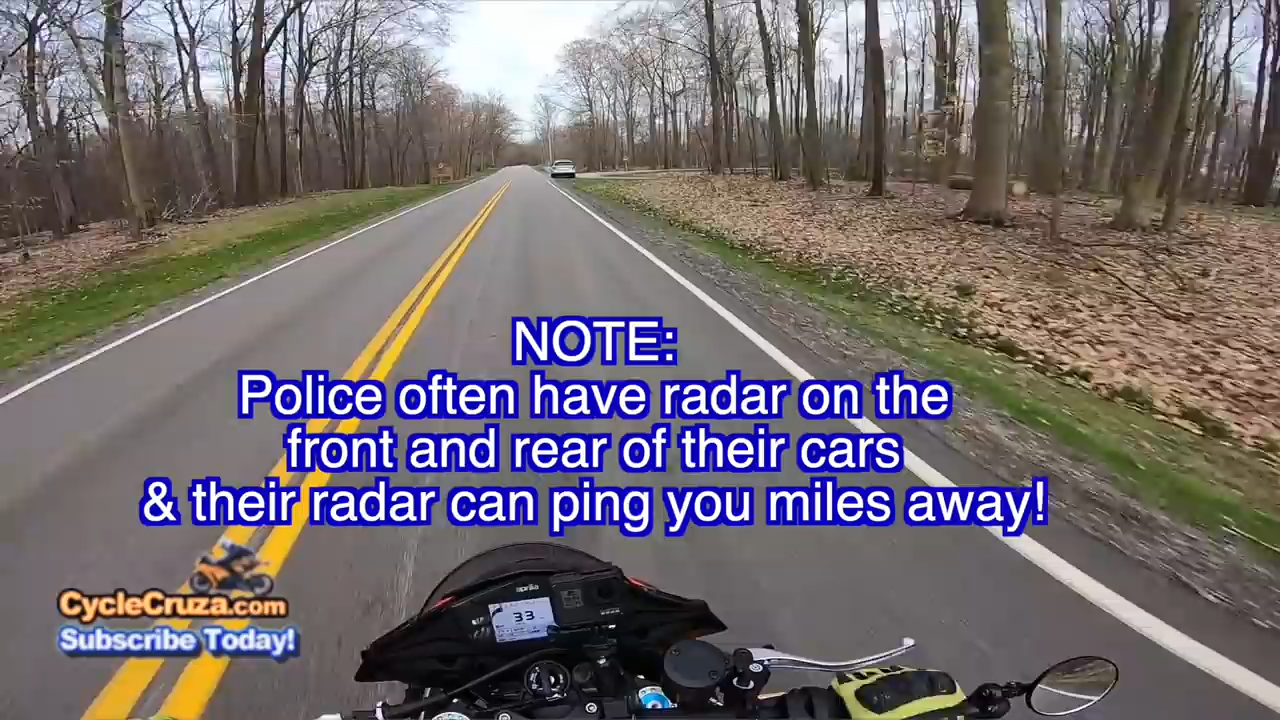 NOTE:
Police often have radar on the
front and rear of their cars
& their radar can ping you miles away!
CycleCruza.com
Subscribe Today!
aprilia
33